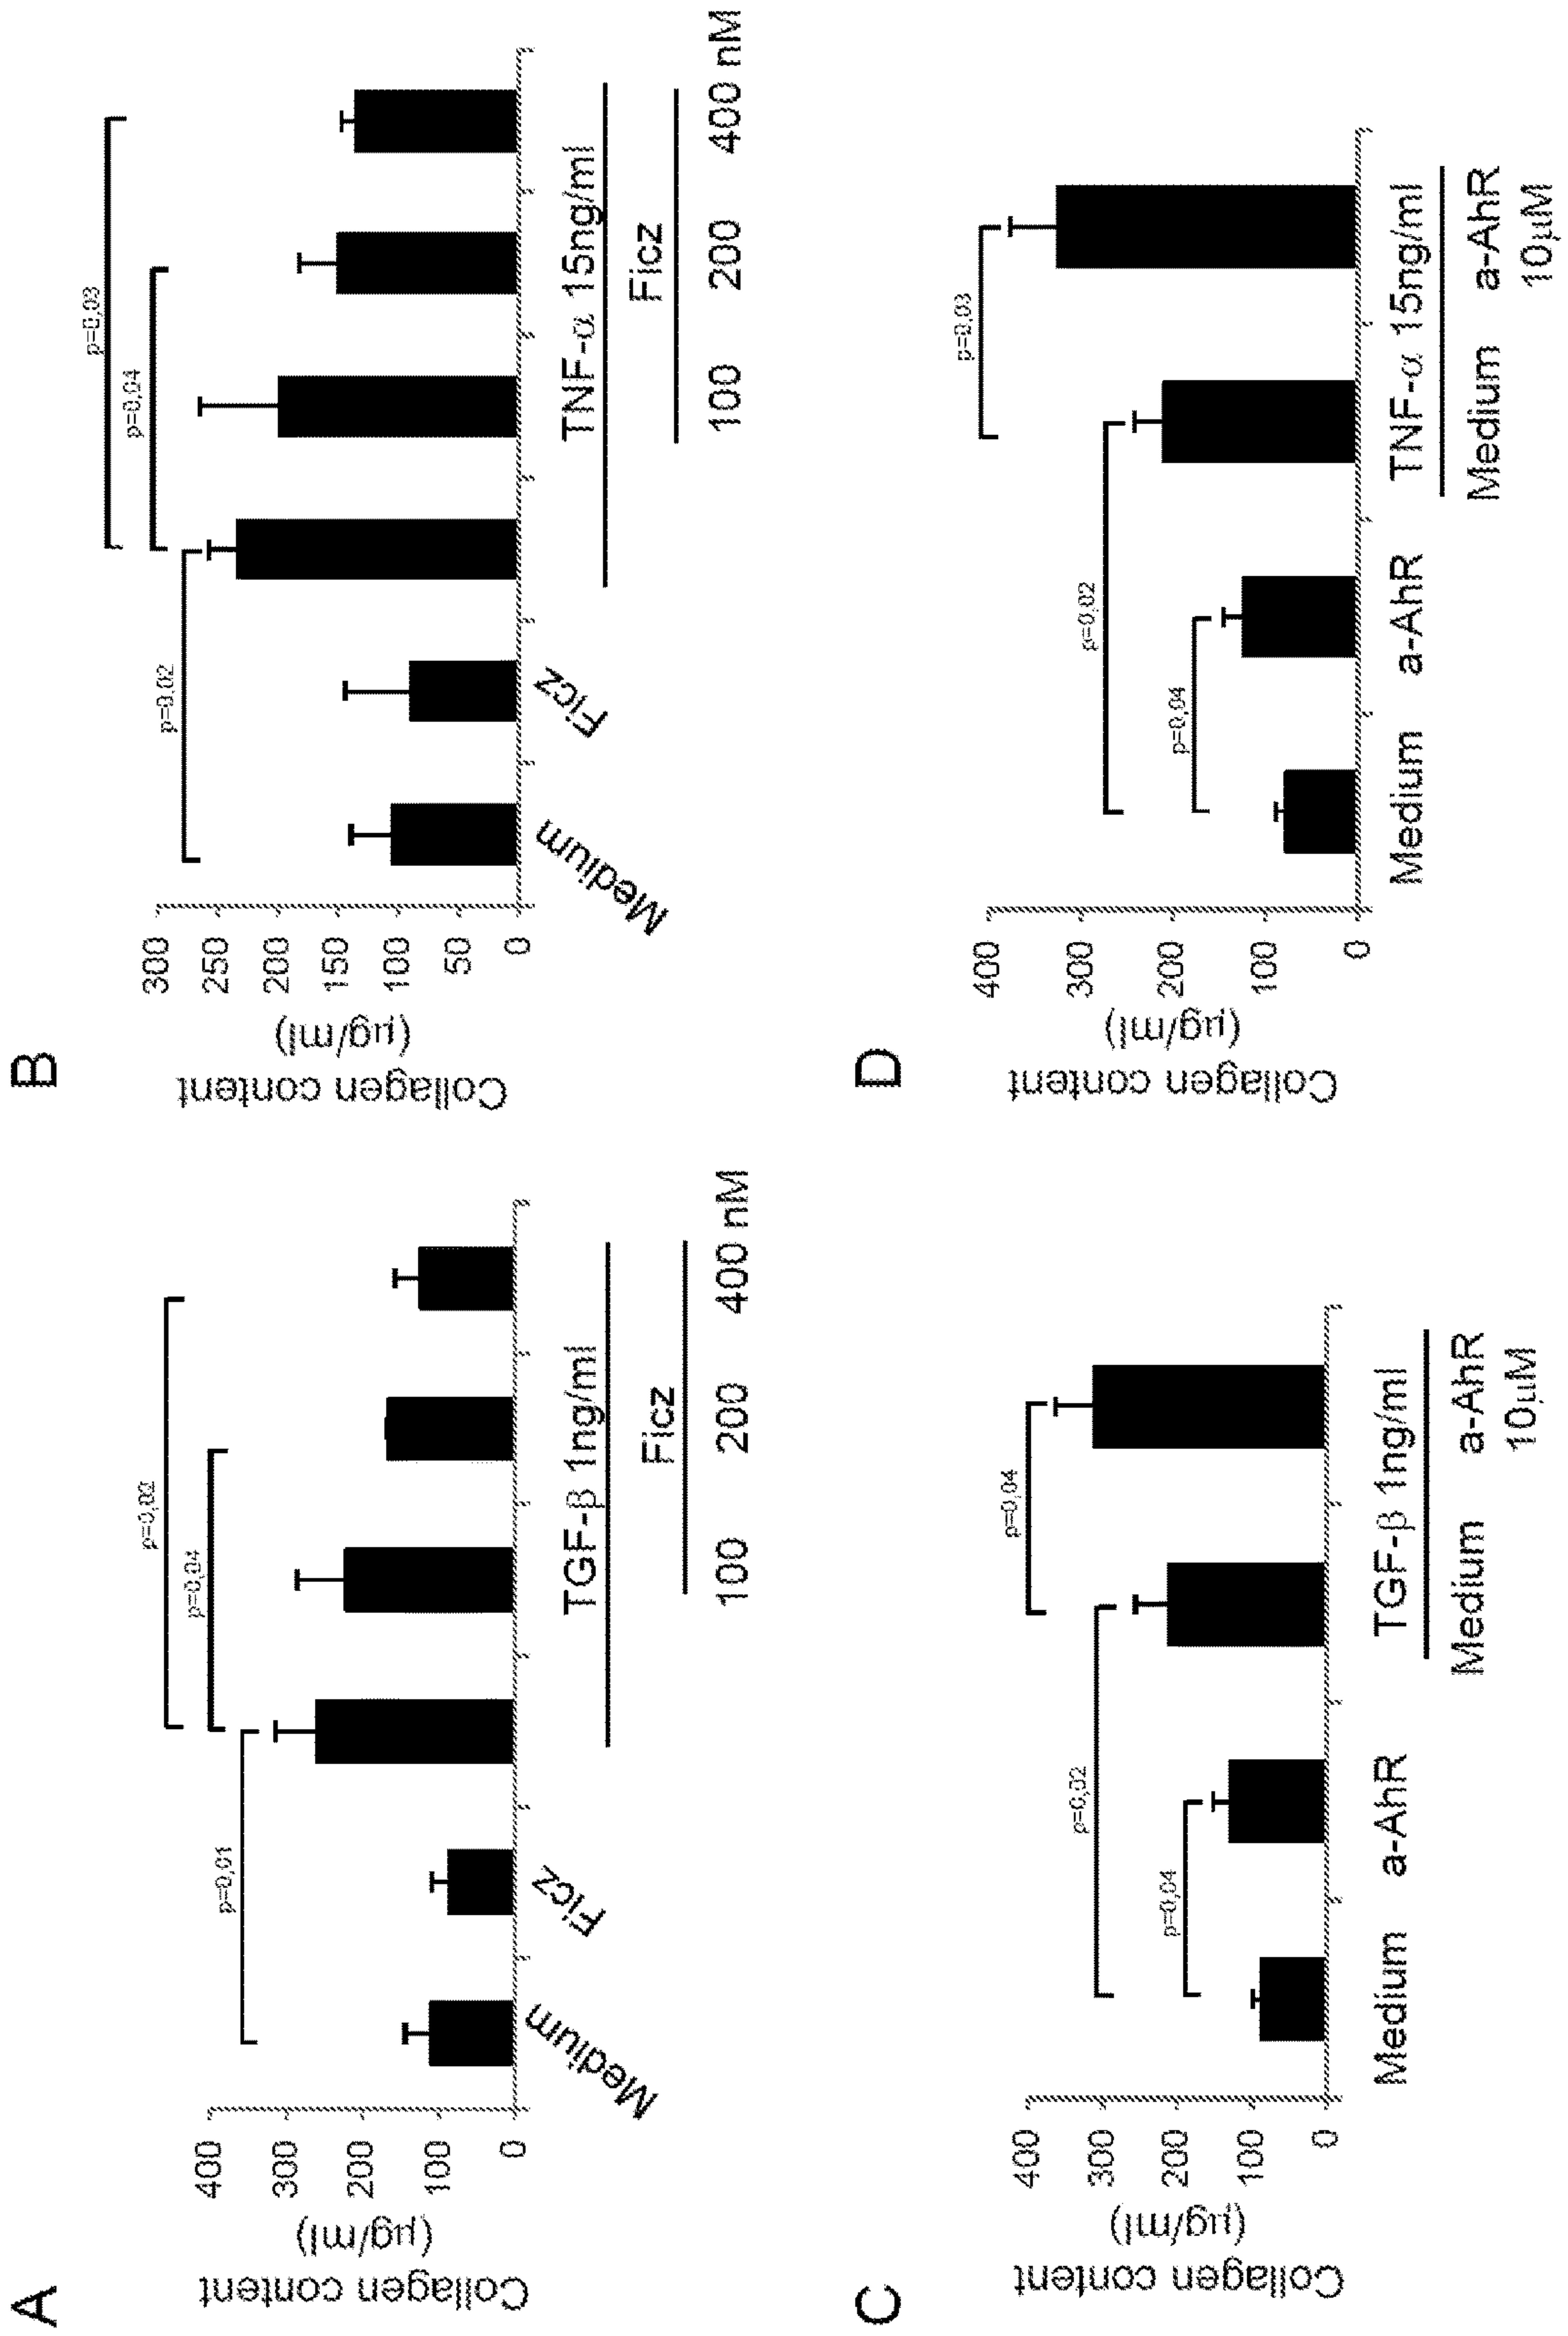 A
Collagen content
(µg/ml)
400
300
200
100
0
p=0,01
p=0,04
p=0,02
Medium
Ficz
TGF-β 1ng/ml
Ficz
100 200 400 nM
B
Collagen content
(µg/ml)
300
250
200
150
100
50
0
p=0,02
p=0,04
p=0,03
Medium
Ficz
TNF-α 15ng/ml
Ficz
100 200 400 nM
C
Collagen content
(µg/ml)
400
300
200
100
0
p=0,04
p=0,02
p=0,04
Medium a-AhR TGF-β 1ng/ml
Medium a-AhR
10µM
D
Collagen content
(µg/ml)
400
300
200
100
0
p=0,04
p=0,02
p=0,03
Medium a-AhR TNF-α 15ng/ml
Medium a-AhR
10µM